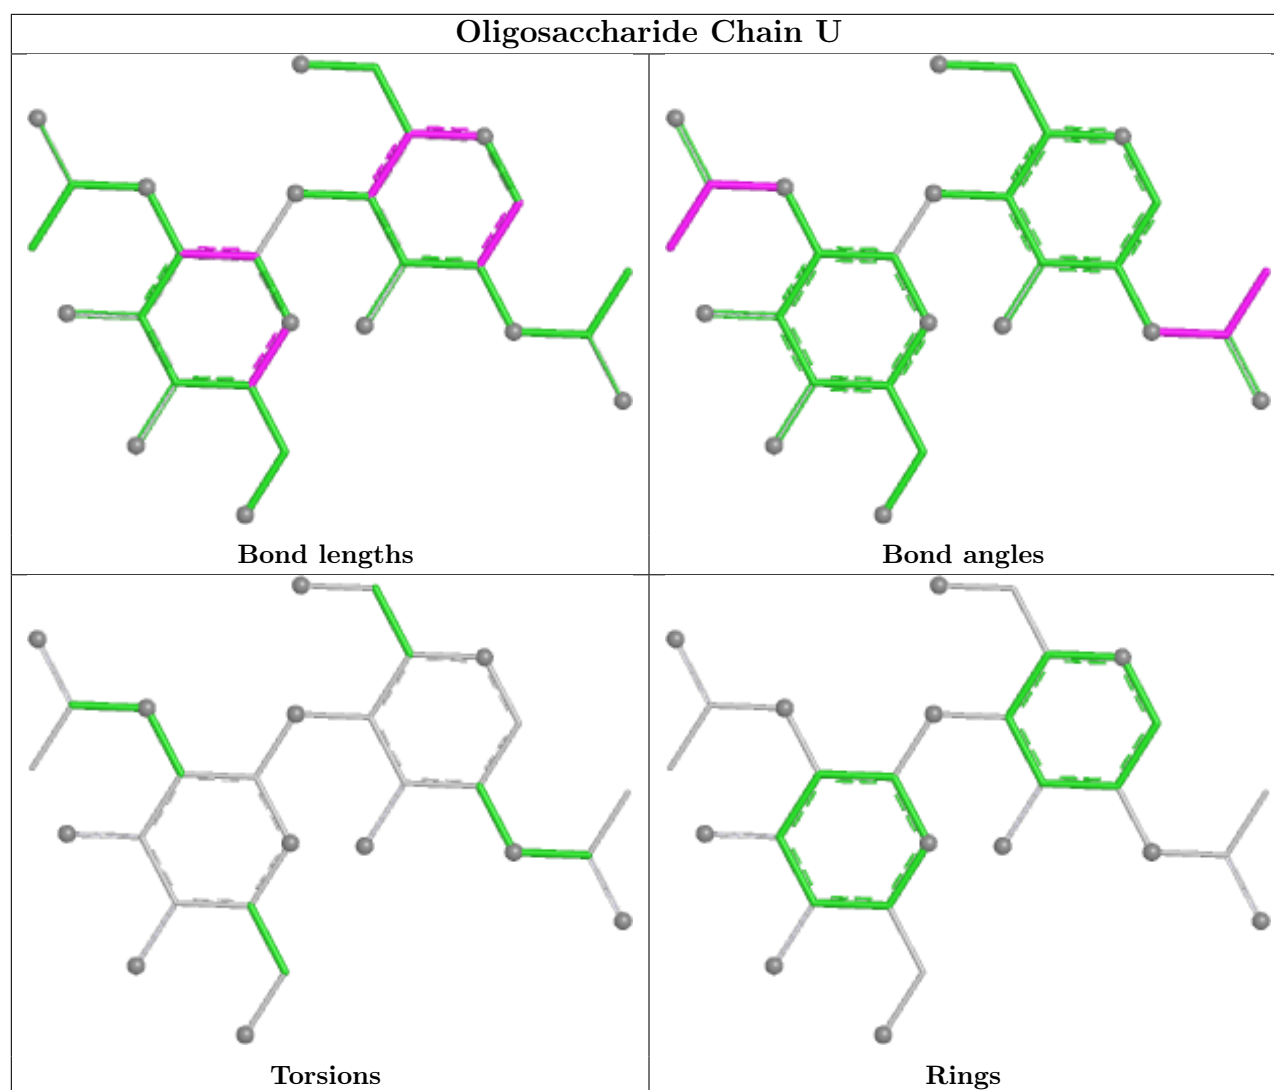 Oligosaccharide Chain U
Bond lengths
Bond angles
Torsions
Rings